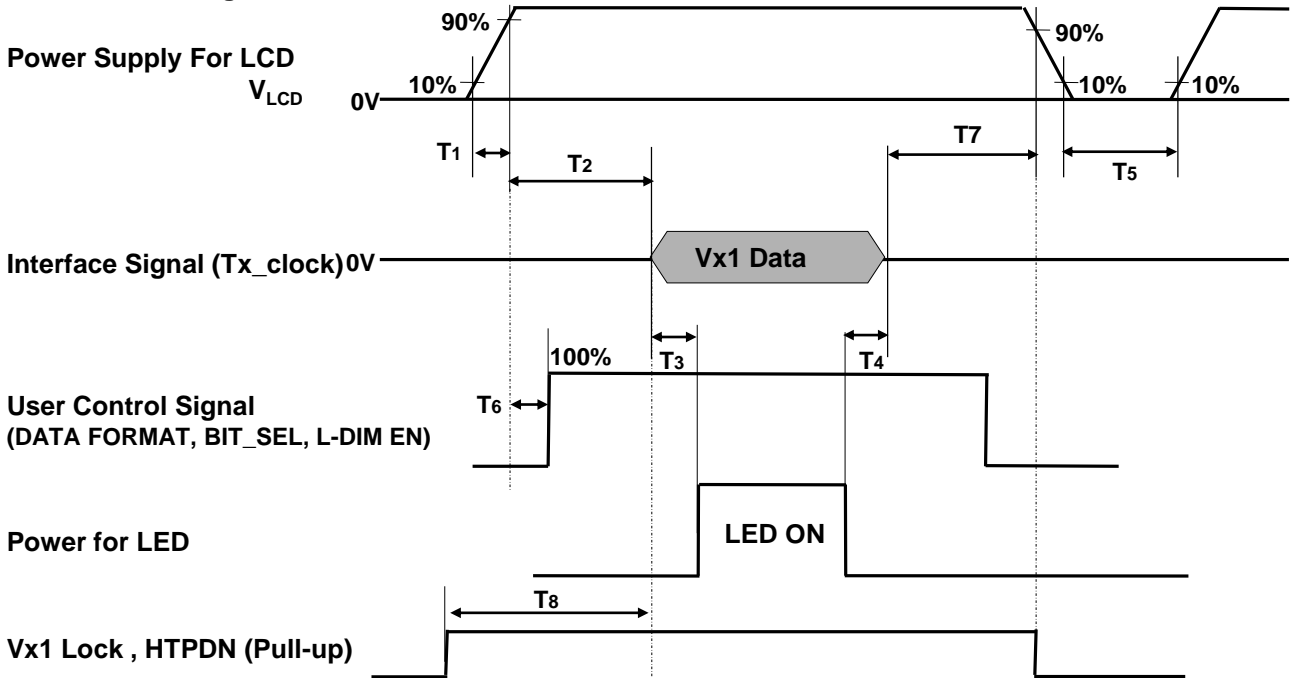 90%
90%
Power Supply For LCD
VLCD
10%
10%
10%
0V
T1
T2
T7
T5
Interface Signal (Tx_clock) 0V
Vx1 Data
100%
T3
T4
User Control Signal
T6
(DATA FORMAT, BIT_SEL, L-DIM EN)
Power for LED
LED ON
T8
Vx1 Lock , HTPDN (Pull-up)